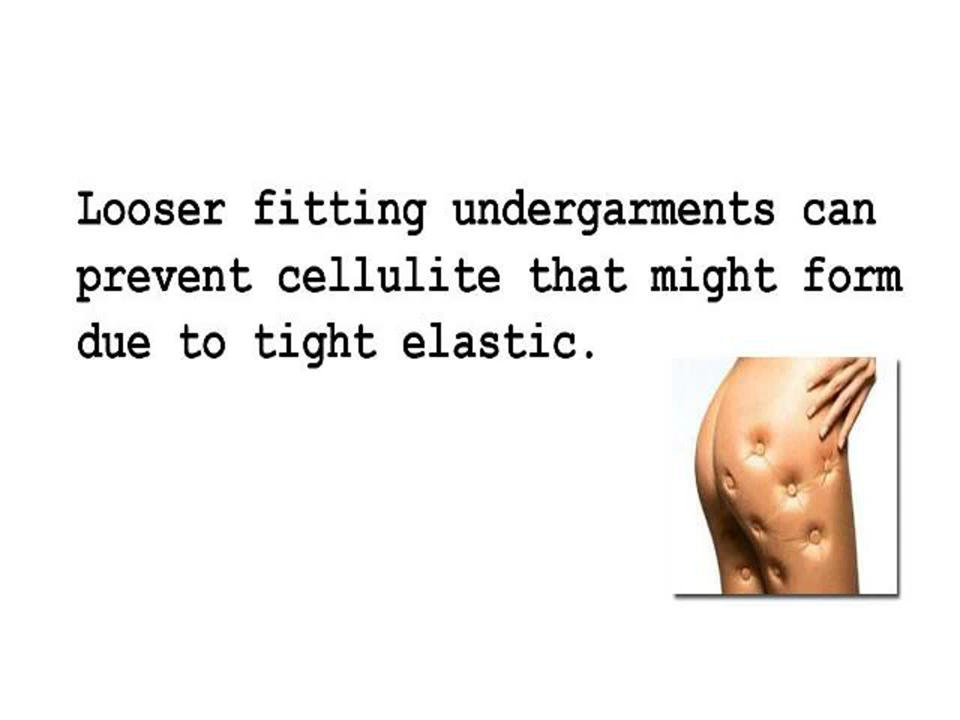 Looser fitting undergarments can
prevent cellulite that might form
due to tight elastic.